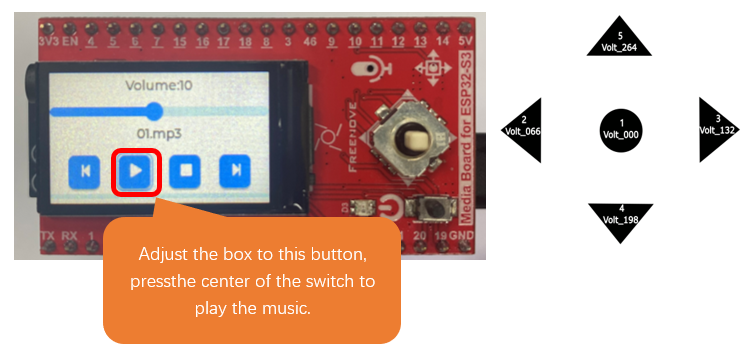 3V3 EN 4 5 6 7 15 16 17 18 8 3 46 9 10 11 12 13 14 5V
Volume:10
01.mp3
FREENOVE
Media Board for ESP32-S3
TX RX 1
20 19 GND
Adjust the box to this button,
pressthe center of the switch to
play the music.
5
Volt_264
2
Volt_066
1
Volt_000
3
Volt_132
4
Volt_198